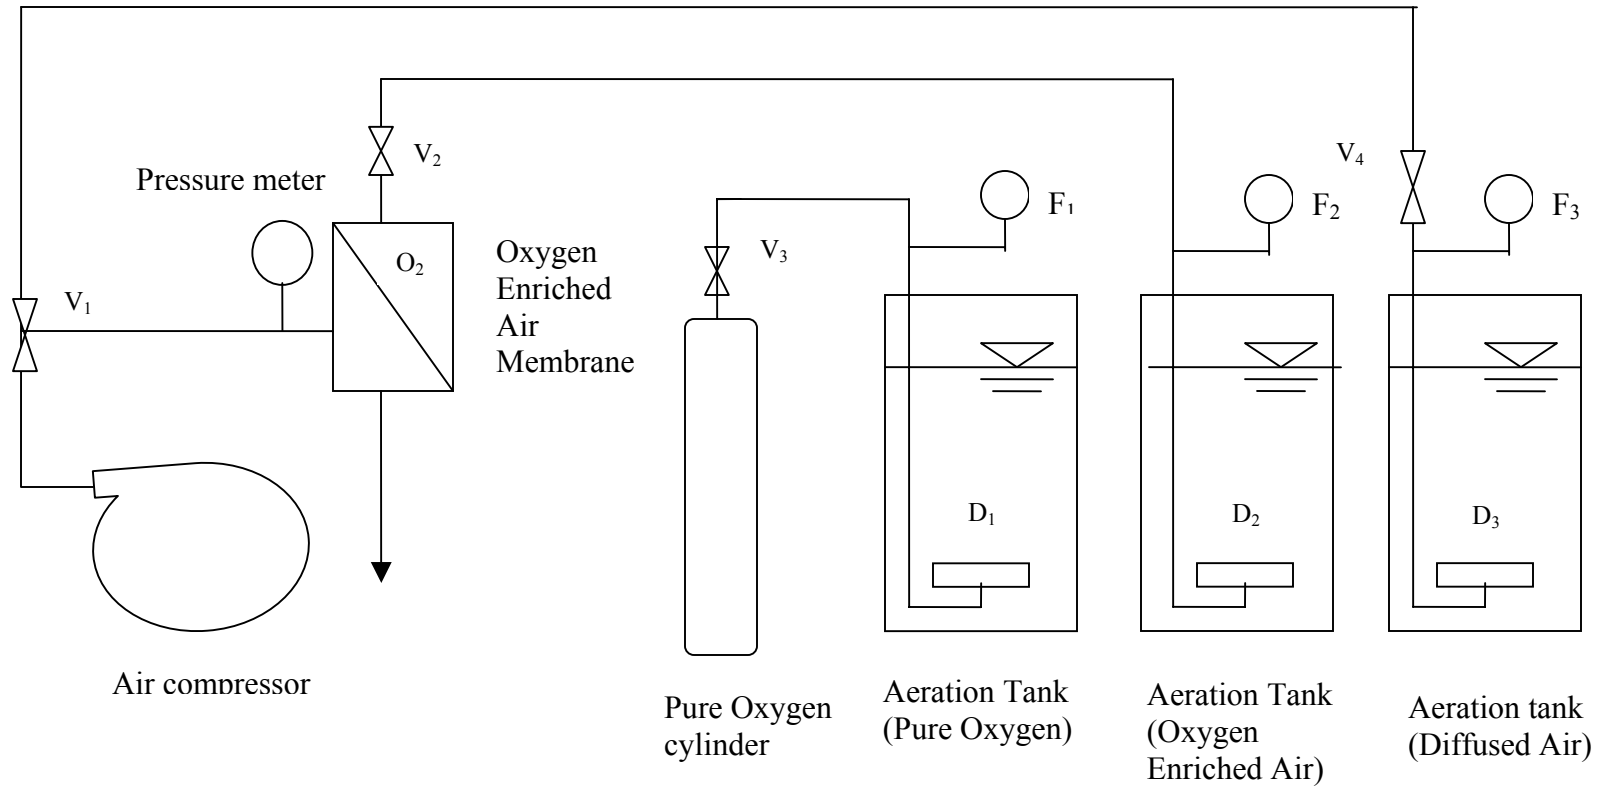 V₄
V₂
Pressure meter
F₁
F₂
F₃
V₃
O₂
Oxygen
Enriched
Air
Membrane
V₁
D₁
D₂
D₃
Air compressor
Pure Oxygen
cylinder
Aeration Tank
(Pure Oxygen)
Aeration Tank
(Oxygen
Enriched Air)
Aeration tank
(Diffused Air)